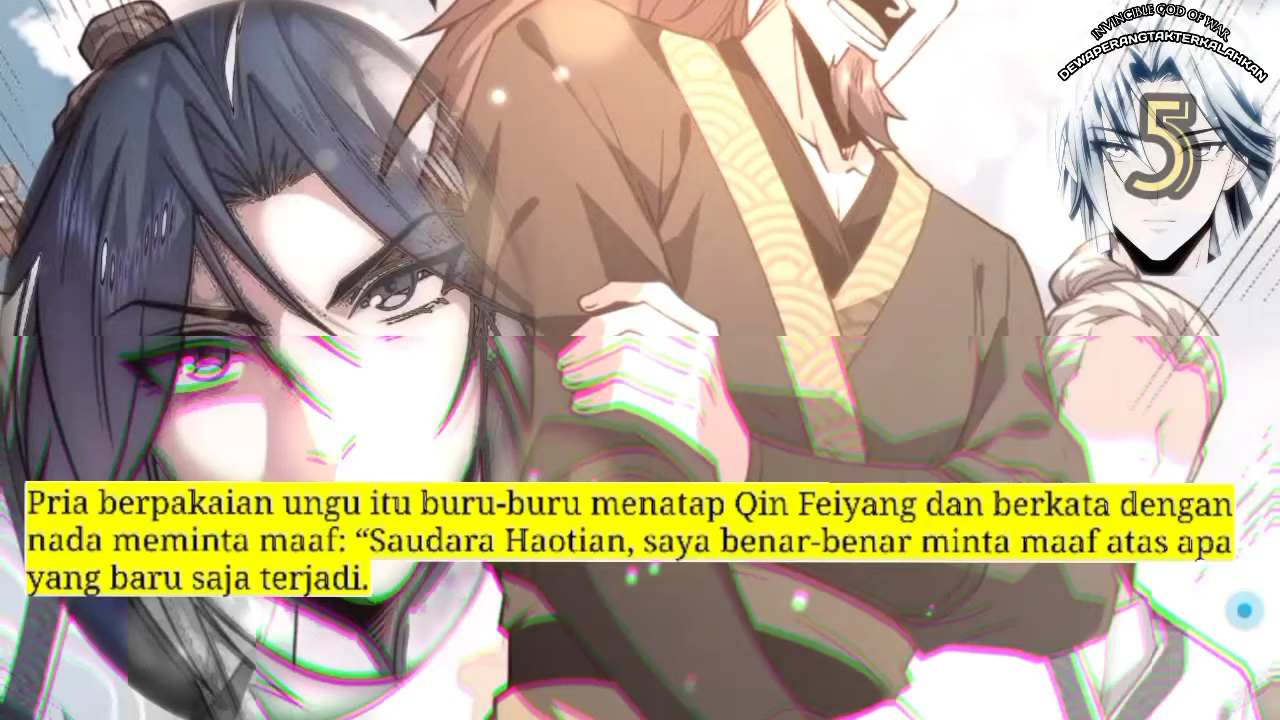 INVINCIBLE GOD OF WAR
DEWAPERANGTAKTERKALAHKAN
5
Pria berpakaian ungu itu buru-buru menatap Qin Feiyang dan berkata dengan
nada meminta maaf: “Saudara Haotian, saya benar-benar minta maaf atas apa
yang baru saja terjadi.